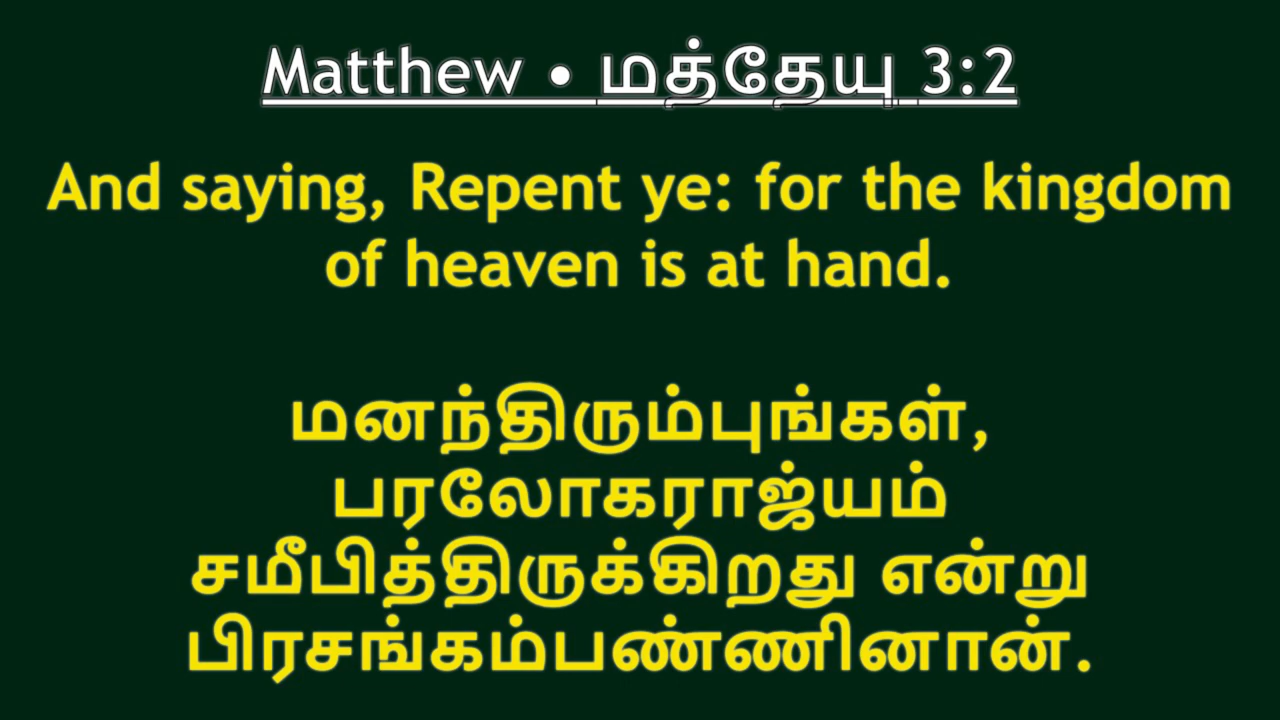 Matthew • மத்தேயு 3:2
And saying, Repent ye: for the kingdom
of heaven is at hand.
மனந்திரும்புங்கள்,
பரலோகராஜ்யம்
சமீபித்திருக்கிறது என்று
பிரசங்கம்பண்ணினான்.